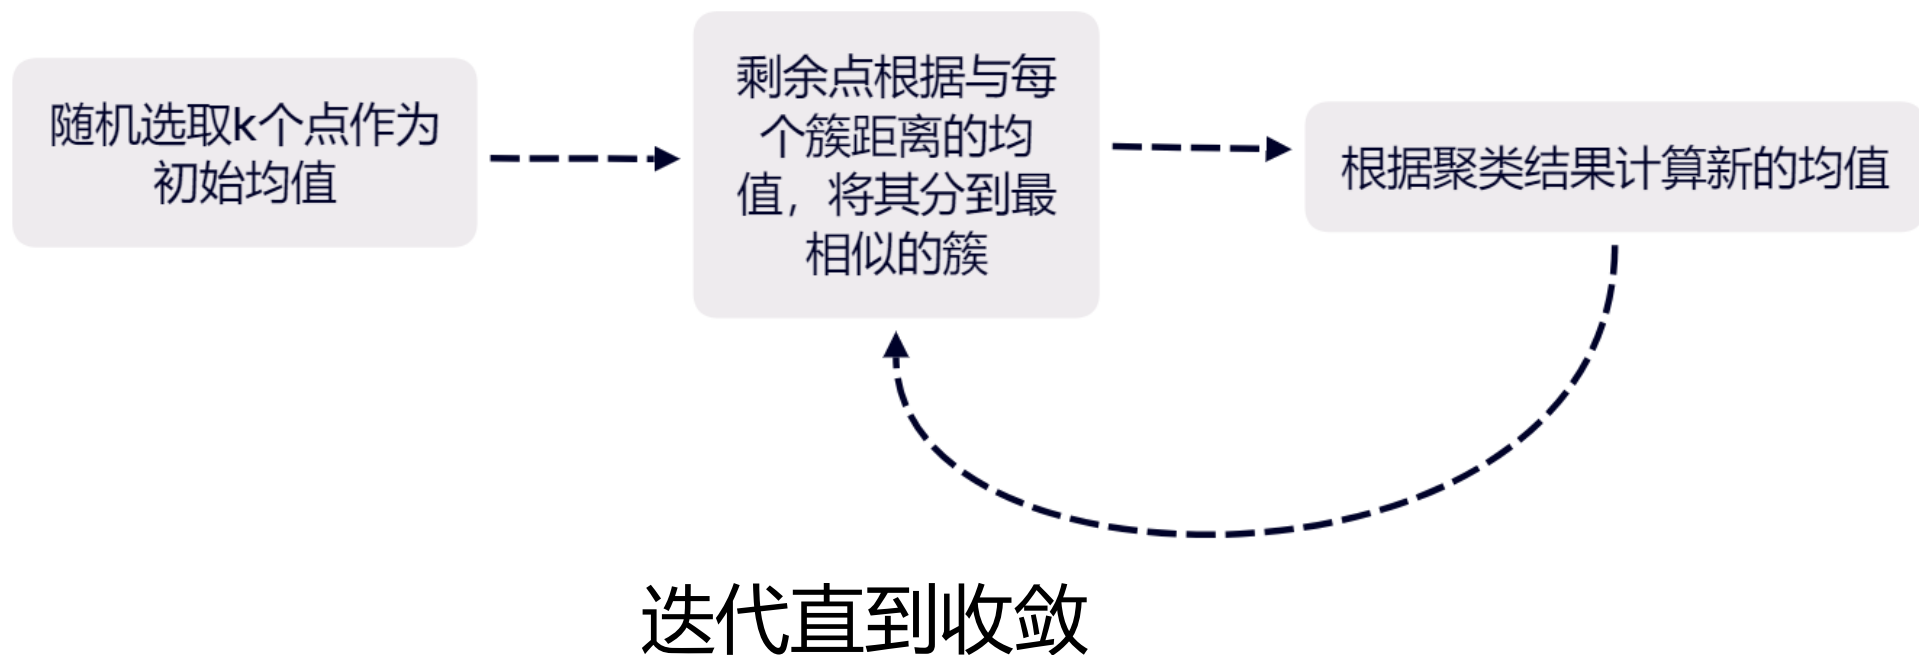 随机选取k个点作为
初始均值
剩余点根据与每
个簇距离的均
值，将其分到最
相似的簇
根据聚类结果计算新的均值
迭代直到收敛